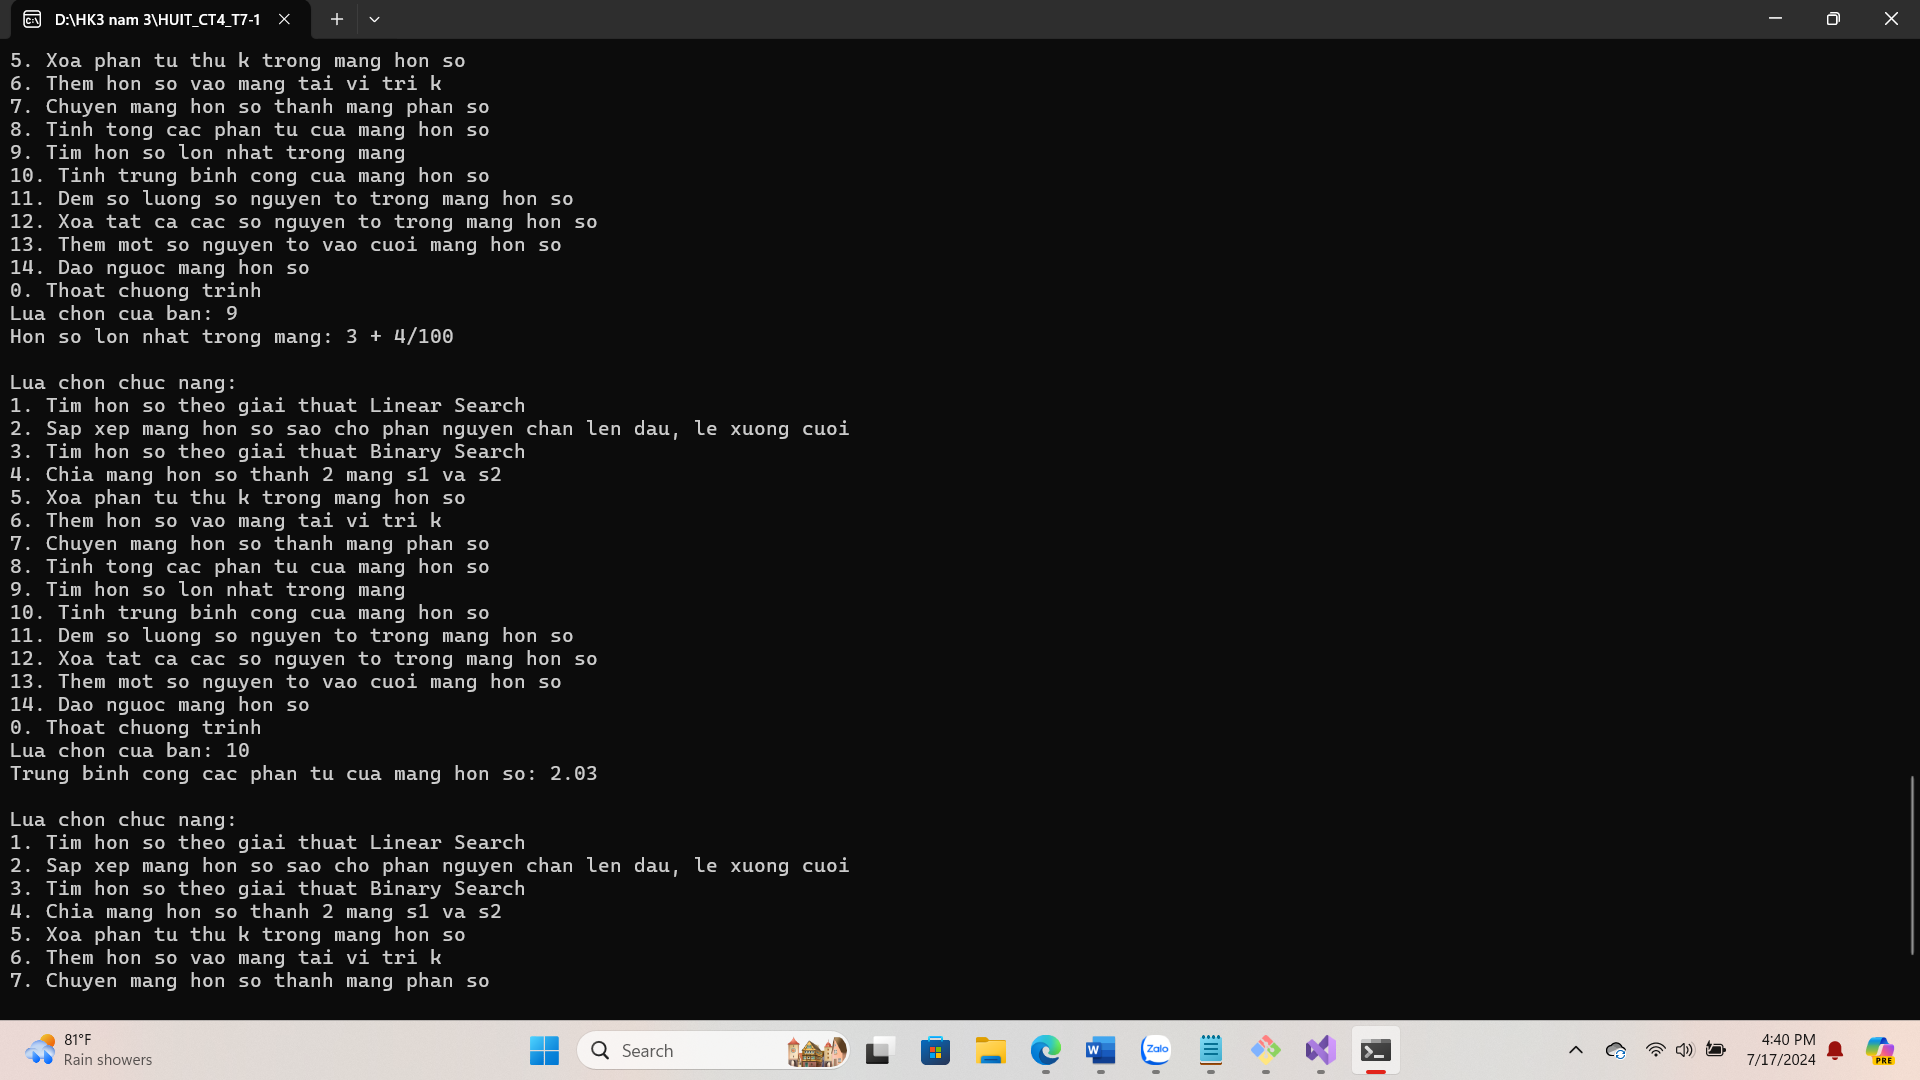 D:\HK3 nam 3\HUIT_CT4_T7-1
5. Xoa phan tu thu k trong mang hon so
6. Them hon so vao mang tai vi tri k
7. Chuyen mang hon so thanh mang phan so
8. Tinh tong cac phan tu cua mang hon so
9. Tim hon so lon nhat trong mang
10. Tinh trung binh cong cua mang hon so
11. Dem so luong so nguyen to trong mang hon so
12. Xoa tat ca cac so nguyen to trong mang hon so
13. Them mot so nguyen to vao cuoi mang hon so
14. Dao nguoc mang hon so
0. Thoat chuong trinh
Lua chon cua ban: 9
Hon so lon nhat trong mang: 3 + 4/100
Lua chon chuc nang:
1. Tim hon so theo giai thuat Linear Search
2. Sap xep mang hon so sao cho phan nguyen chan len dau, le xuong cuoi
3. Tim hon so theo giai thuat Binary Search
4. Chia mang hon so thanh 2 mang s1 va s2
5. Xoa phan tu thu k trong mang hon so
6. Them hon so vao mang tai vi tri k
7. Chuyen mang hon so thanh mang phan so
8. Tinh tong cac phan tu cua mang hon so
9. Tim hon so lon nhat trong mang
10. Tinh trung binh cong cua mang hon so
11. Dem so luong so nguyen to trong mang hon so
12. Xoa tat ca cac so nguyen to trong mang hon so
13. Them mot so nguyen to vao cuoi mang hon so
14. Dao nguoc mang hon so
0. Thoat chuong trinh
Lua chon cua ban: 10
Trung binh cong cac phan tu cua mang hon so: 2.03
Lua chon chuc nang:
1. Tim hon so theo giai thuat Linear Search
2. Sap xep mang hon so sao cho phan nguyen chan len dau, le xuong cuoi
3. Tim hon so theo giai thuat Binary Search
4. Chia mang hon so thanh 2 mang s1 va s2
5. Xoa phan tu thu k trong mang hon so
6. Them hon so vao mang tai vi tri k
7. Chuyen mang hon so thanh mang phan so
81°F
Rain showers
Search
Zalo
4:40 PM
7/17/2024
PRE